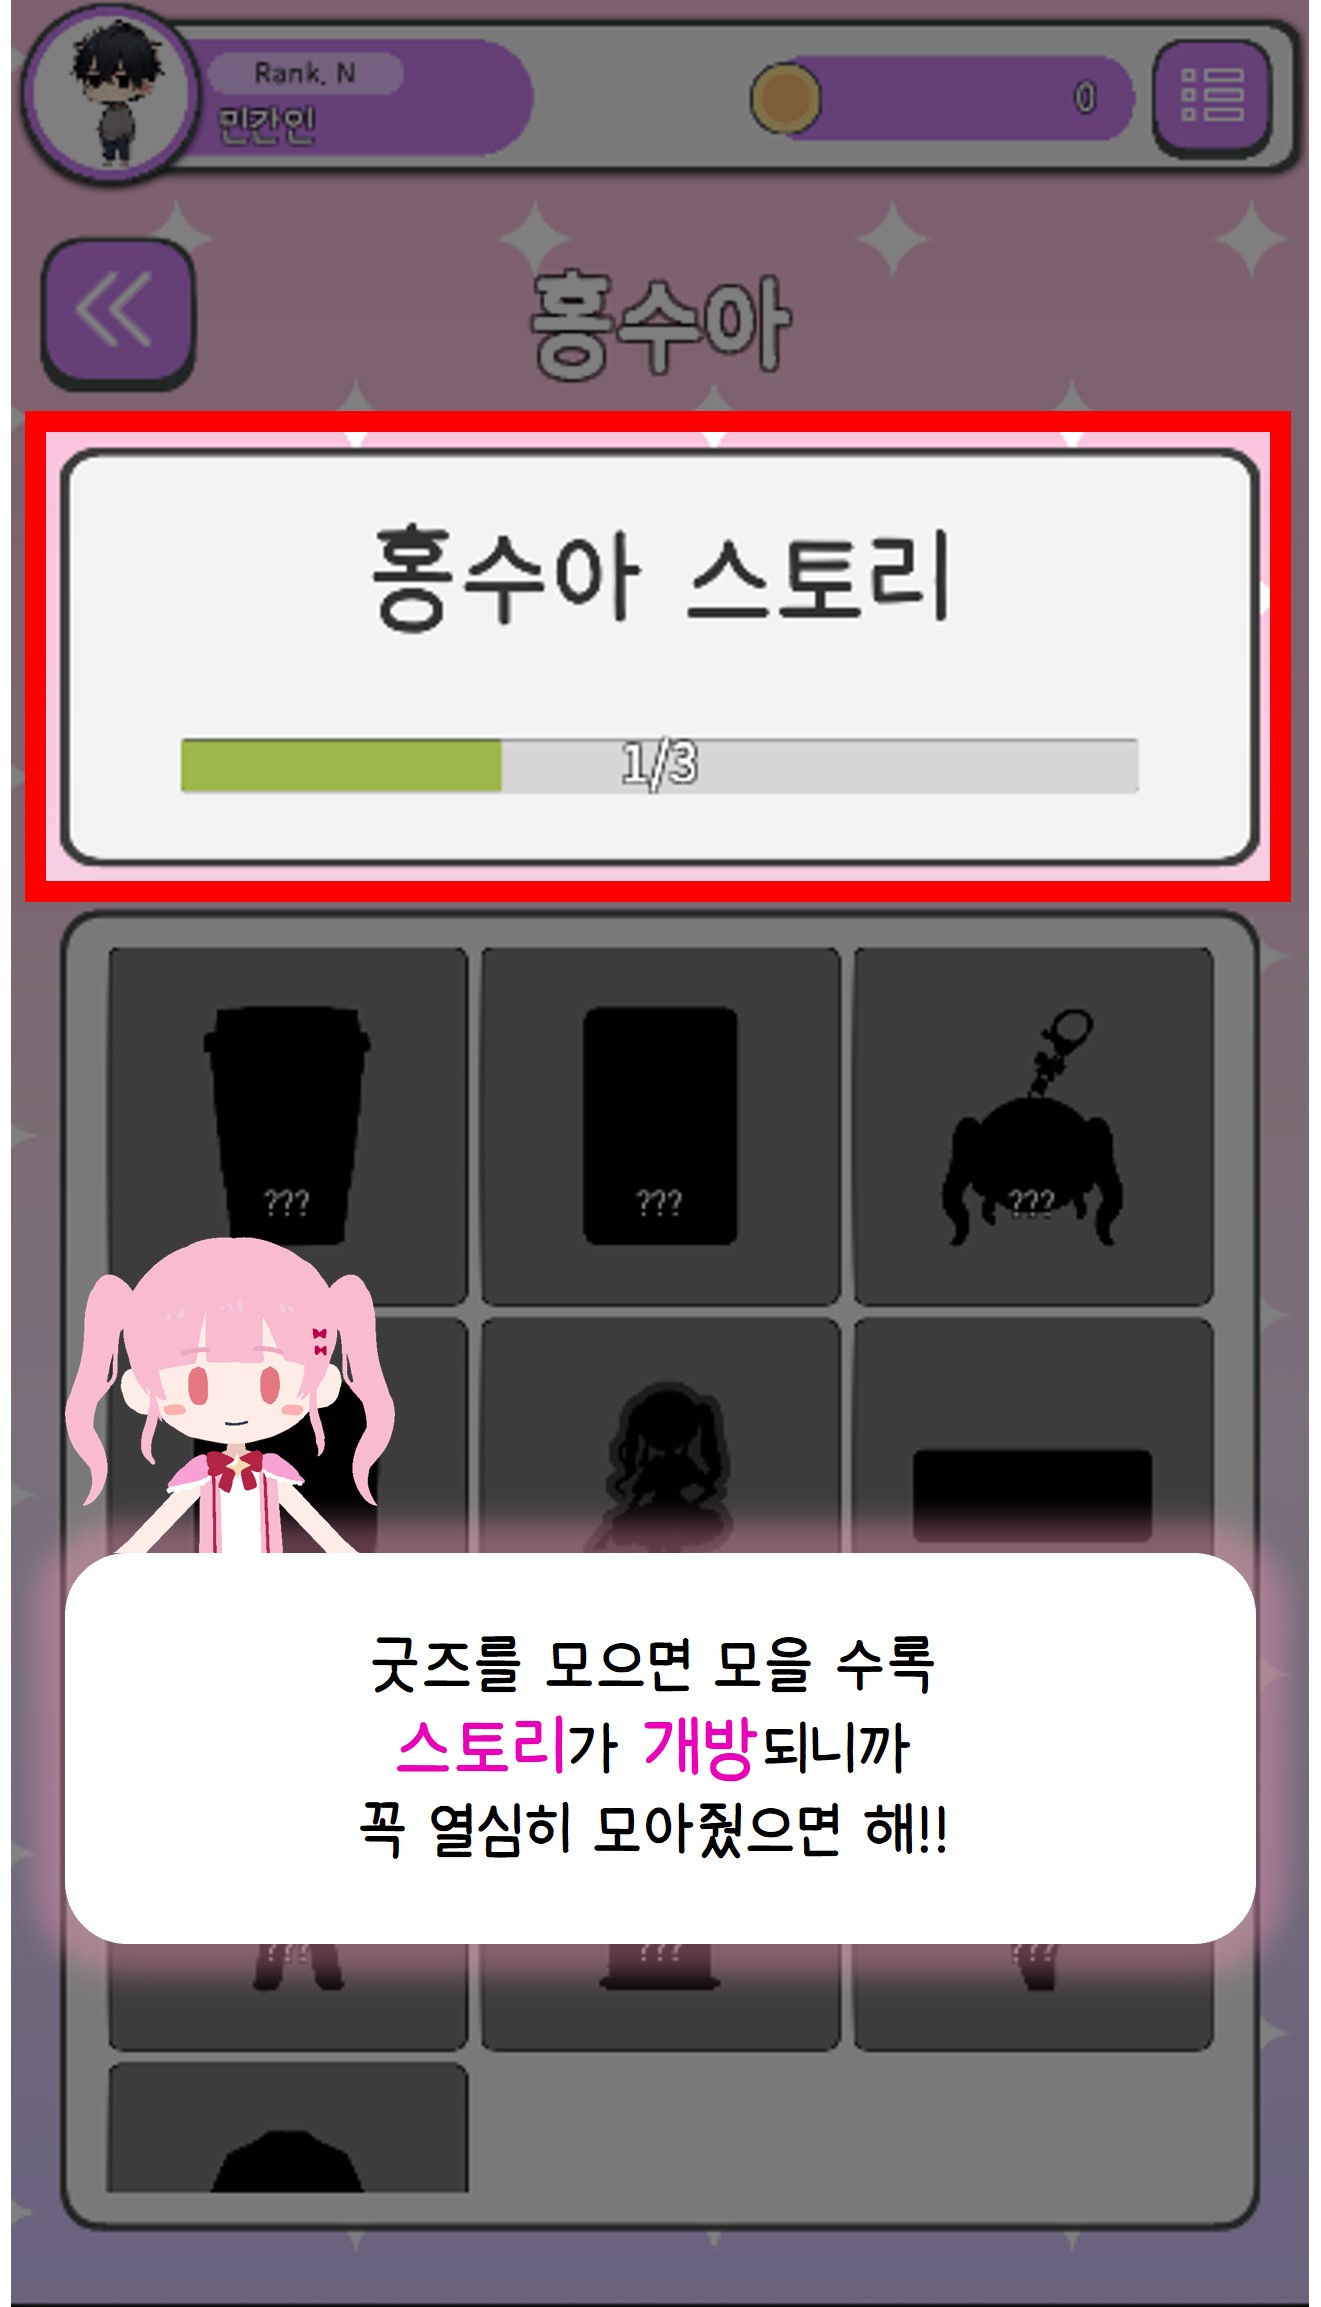 Rank. N
민간인
0
홍수아
홍수아 스토리
1/3
???
???
???
굿즈를 모으면 모을 수록
스토리가 개방되니까
꼭 열심히 모아줬으면 해!!
???
???
???